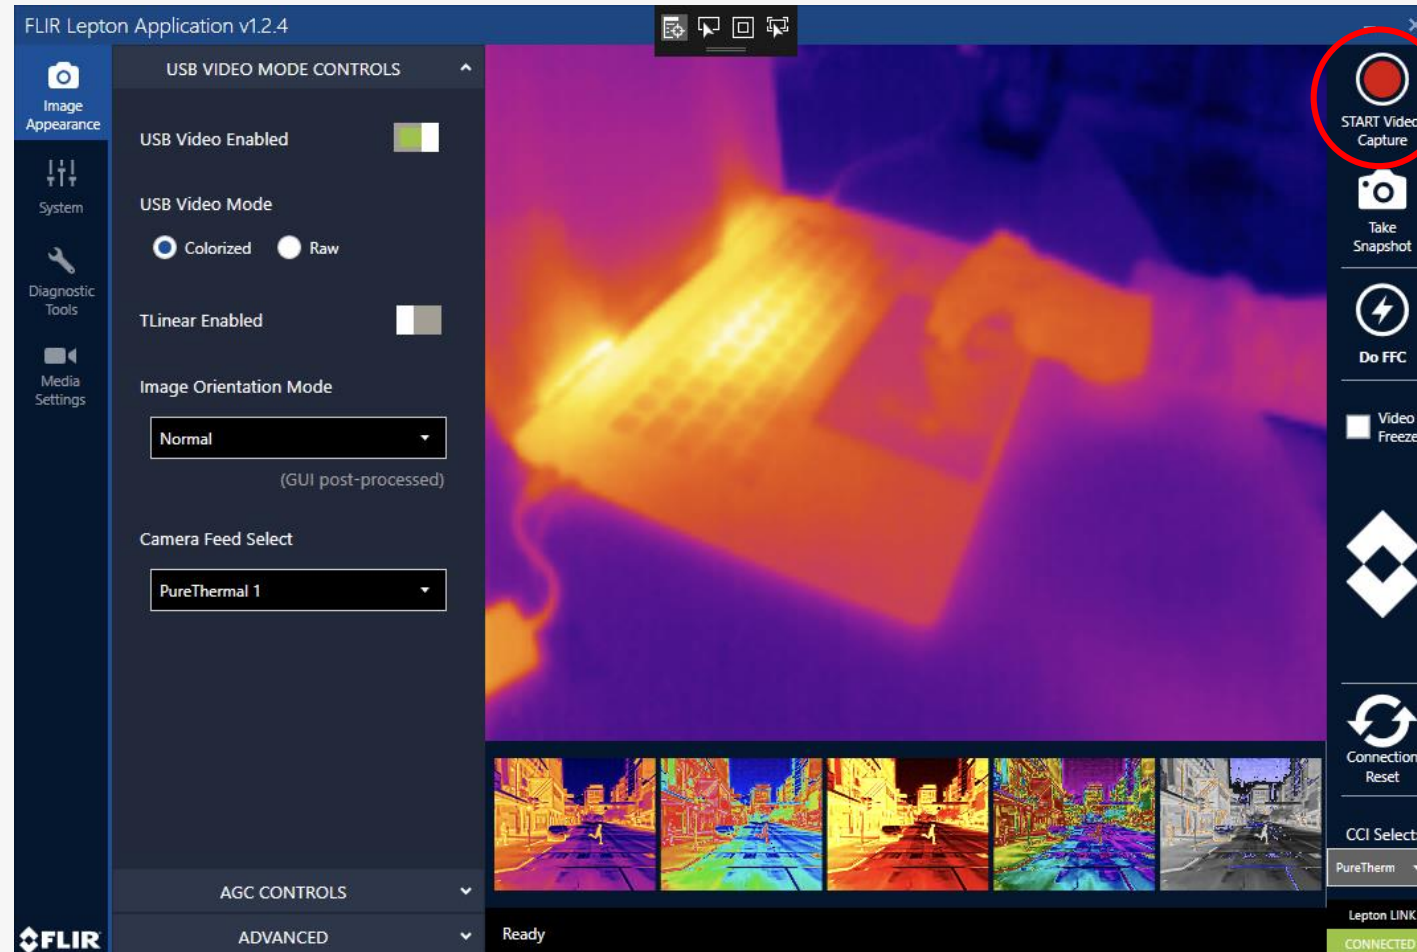 FLIR Lepton Application v1.2.4
Image
Appearance
System
Diagnostic
Tools
Media
Settings
FLIR
USB VIDEO MODE CONTROLS
USB Video Enabled
USB Video Mode
Colorized
Raw
TLinear Enabled
Image Orientation Mode
Normal
(GUI post-processed)
Camera Feed Select
PureThermal 1
AGC CONTROLS
ADVANCED
Ready
START Video
Capture
Take
Snapshot
Do FFC
Video
Freeze
Connection
Reset
CCI Select:
PureTherm
Lepton LINK
CONNECTED